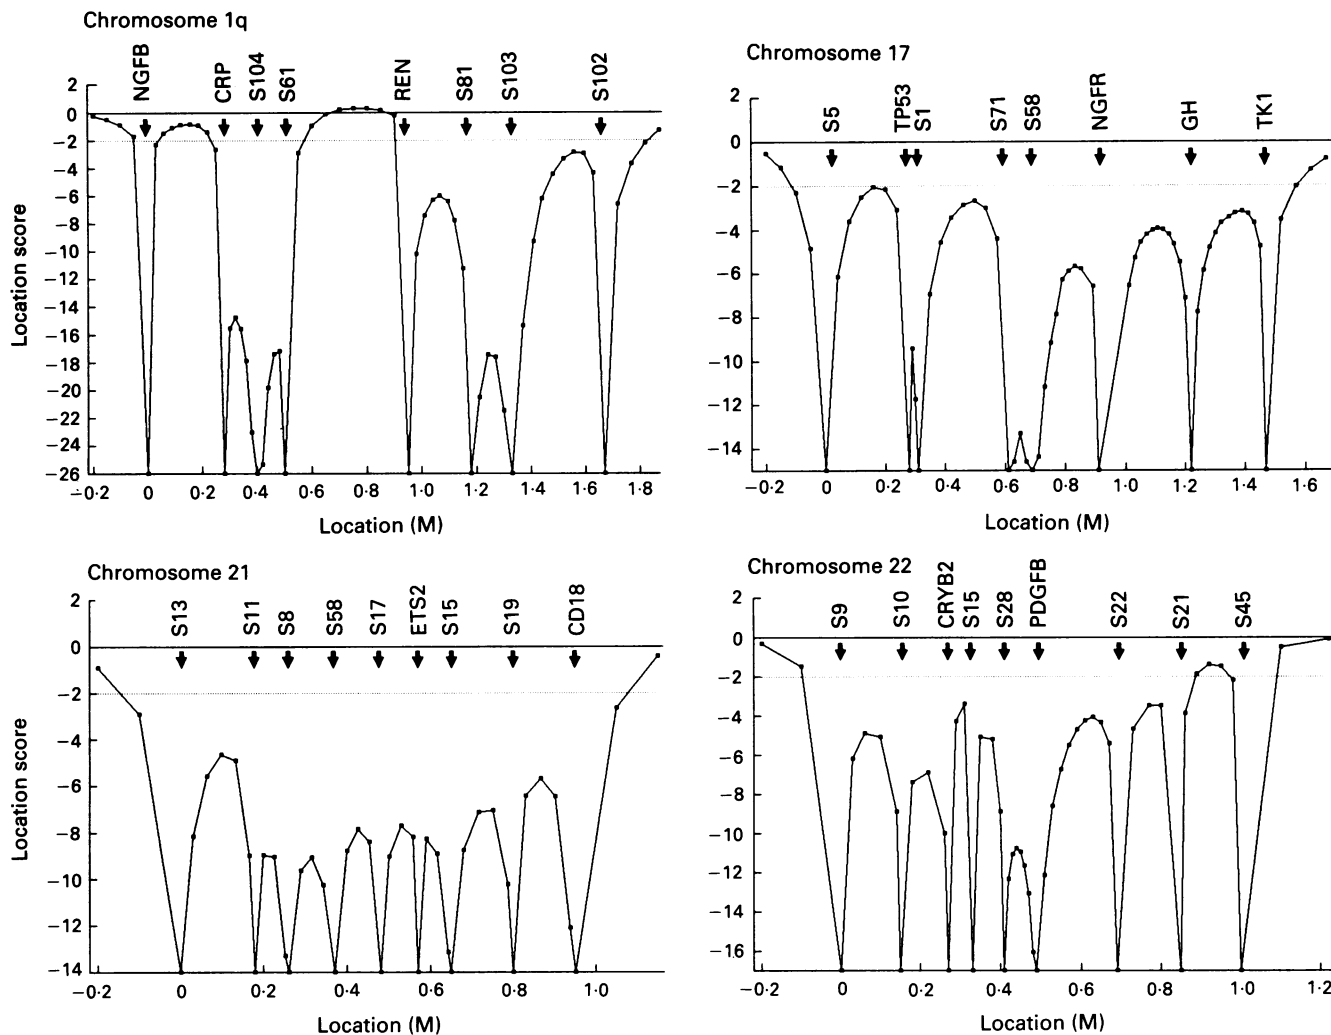 Chromosome 1q
NGFB CRP S104 S61 REN S81 S103 S102
2
0
−2
−4
−6
−8
−10
−12
−14
−16
−18
−20
−22
−24
−26
Location score
−0·2 0 0·2 0·4 0·6 0·8 1·0 1·2 1·4 1·6 1·8
Location (M)
Chromosome 17
S5 TP53 S1 S71 S58 NGFR GH TK1
2
0
−2
−4
−6
−8
−10
−12
−14
−0·2 0 0·2 0·4 0·6 0·8 1·0 1·2 1·4 1·6
Location (M)
Chromosome 21
S13 S11 S8 S58 S17 ETS2 S15 S19 CD18
2
0
−2
−4
−6
−8
−10
−12
−14
Location score
−0·2 0 0·2 0·4 0·6 0·8 1·0
Location (M)
Chromosome 22
S9 S10 CRYB2 S15 S28 PDGFB S22 S21 S45
2
0
−2
−4
−6
−8
−10
−12
−14
−16
−0·2 0 0·2 0·4 0·6 0·8 1·0 1·2
Location (M)